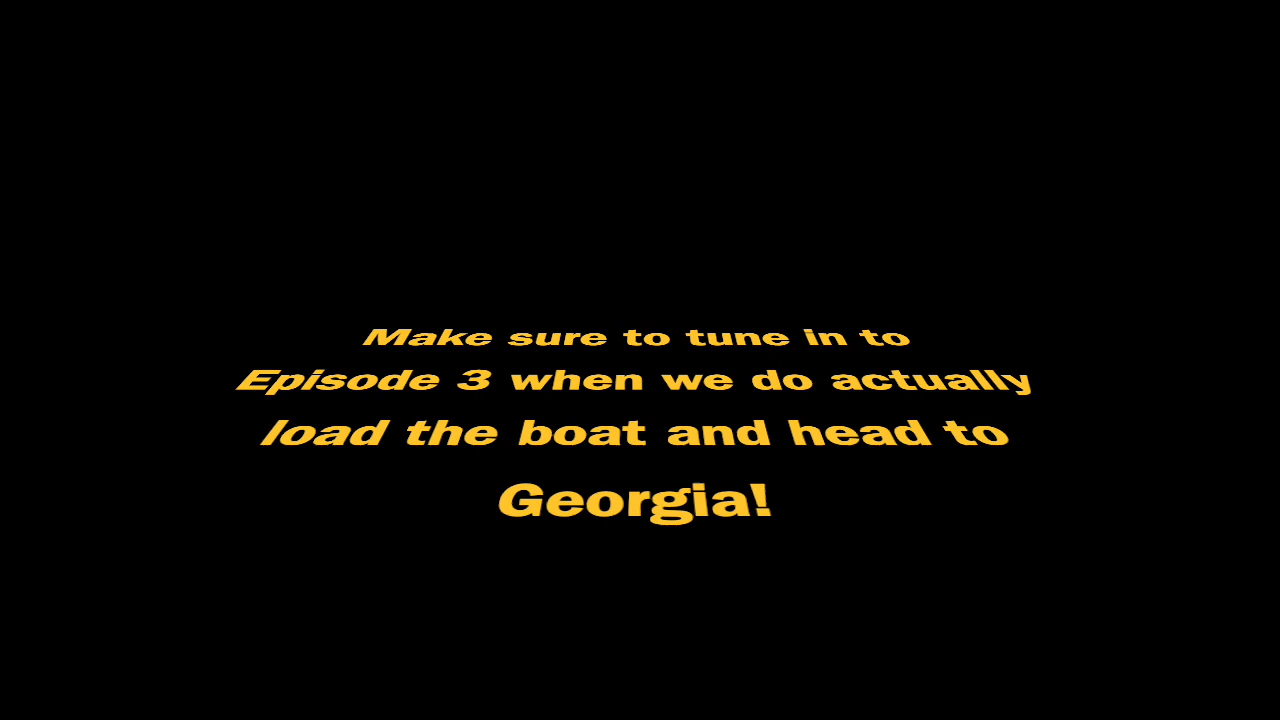 Make sure to tune in to
Episode 3 when we do actually
load the boat and head to
Georgia!